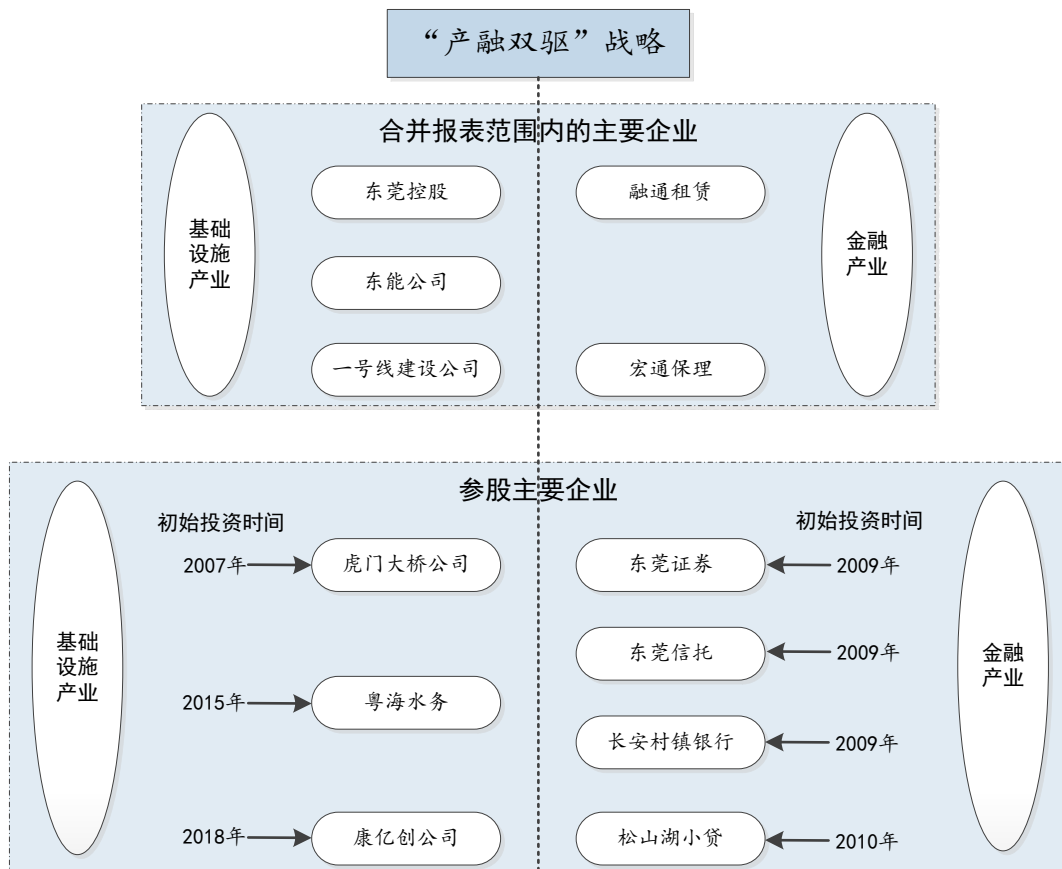 “产融双驱”战略
合并报表范围内的主要企业
基础
设施
产业
东莞控股
融通租赁
金融
产业
东能公司
一号线建设公司
宏通保理
参股主要企业
初始投资时间
初始投资时间
2007年
虎门大桥公司
东莞证券
2009年
基础
设施
产业
东莞信托
2009年
金融
产业
2015年
粤海水务
长安村镇银行
2009年
2018年
康亿创公司
松山湖小贷
2010年